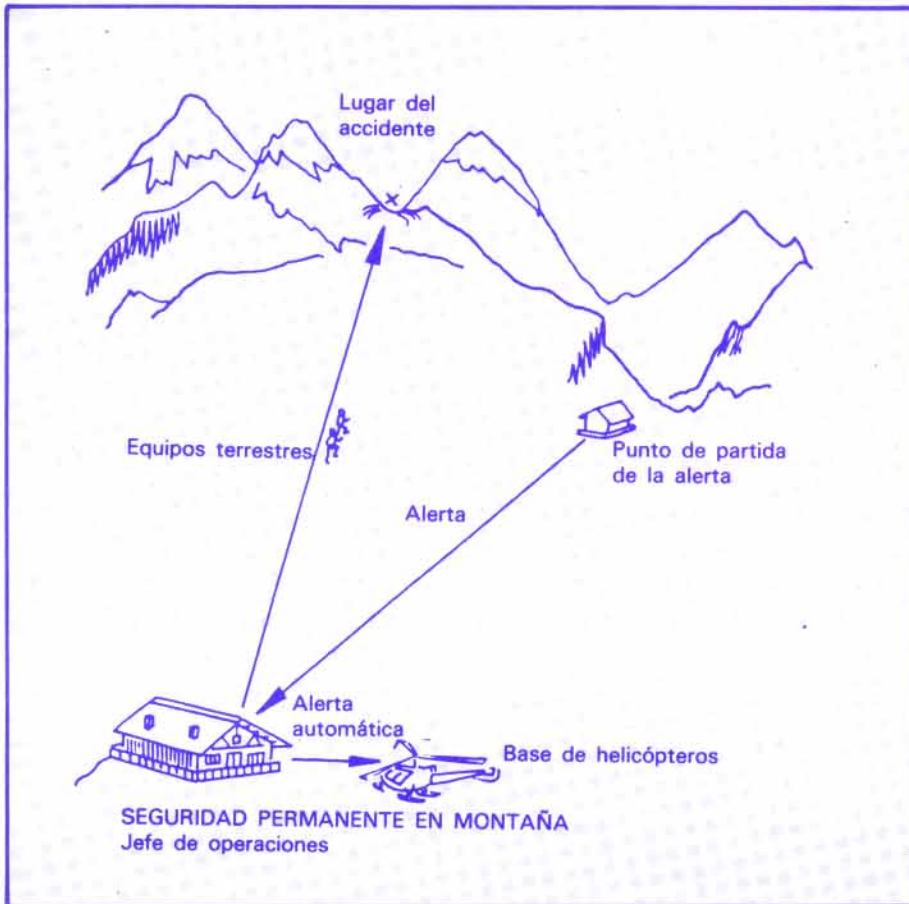 Lugar del
accidente
Equipos terrestres
Punto de partida
de la alerta
Alerta
Alerta
automática
Base de helicópteros
SEGURIDAD PERMANENTE EN MONTAÑA
Jefe de operaciones